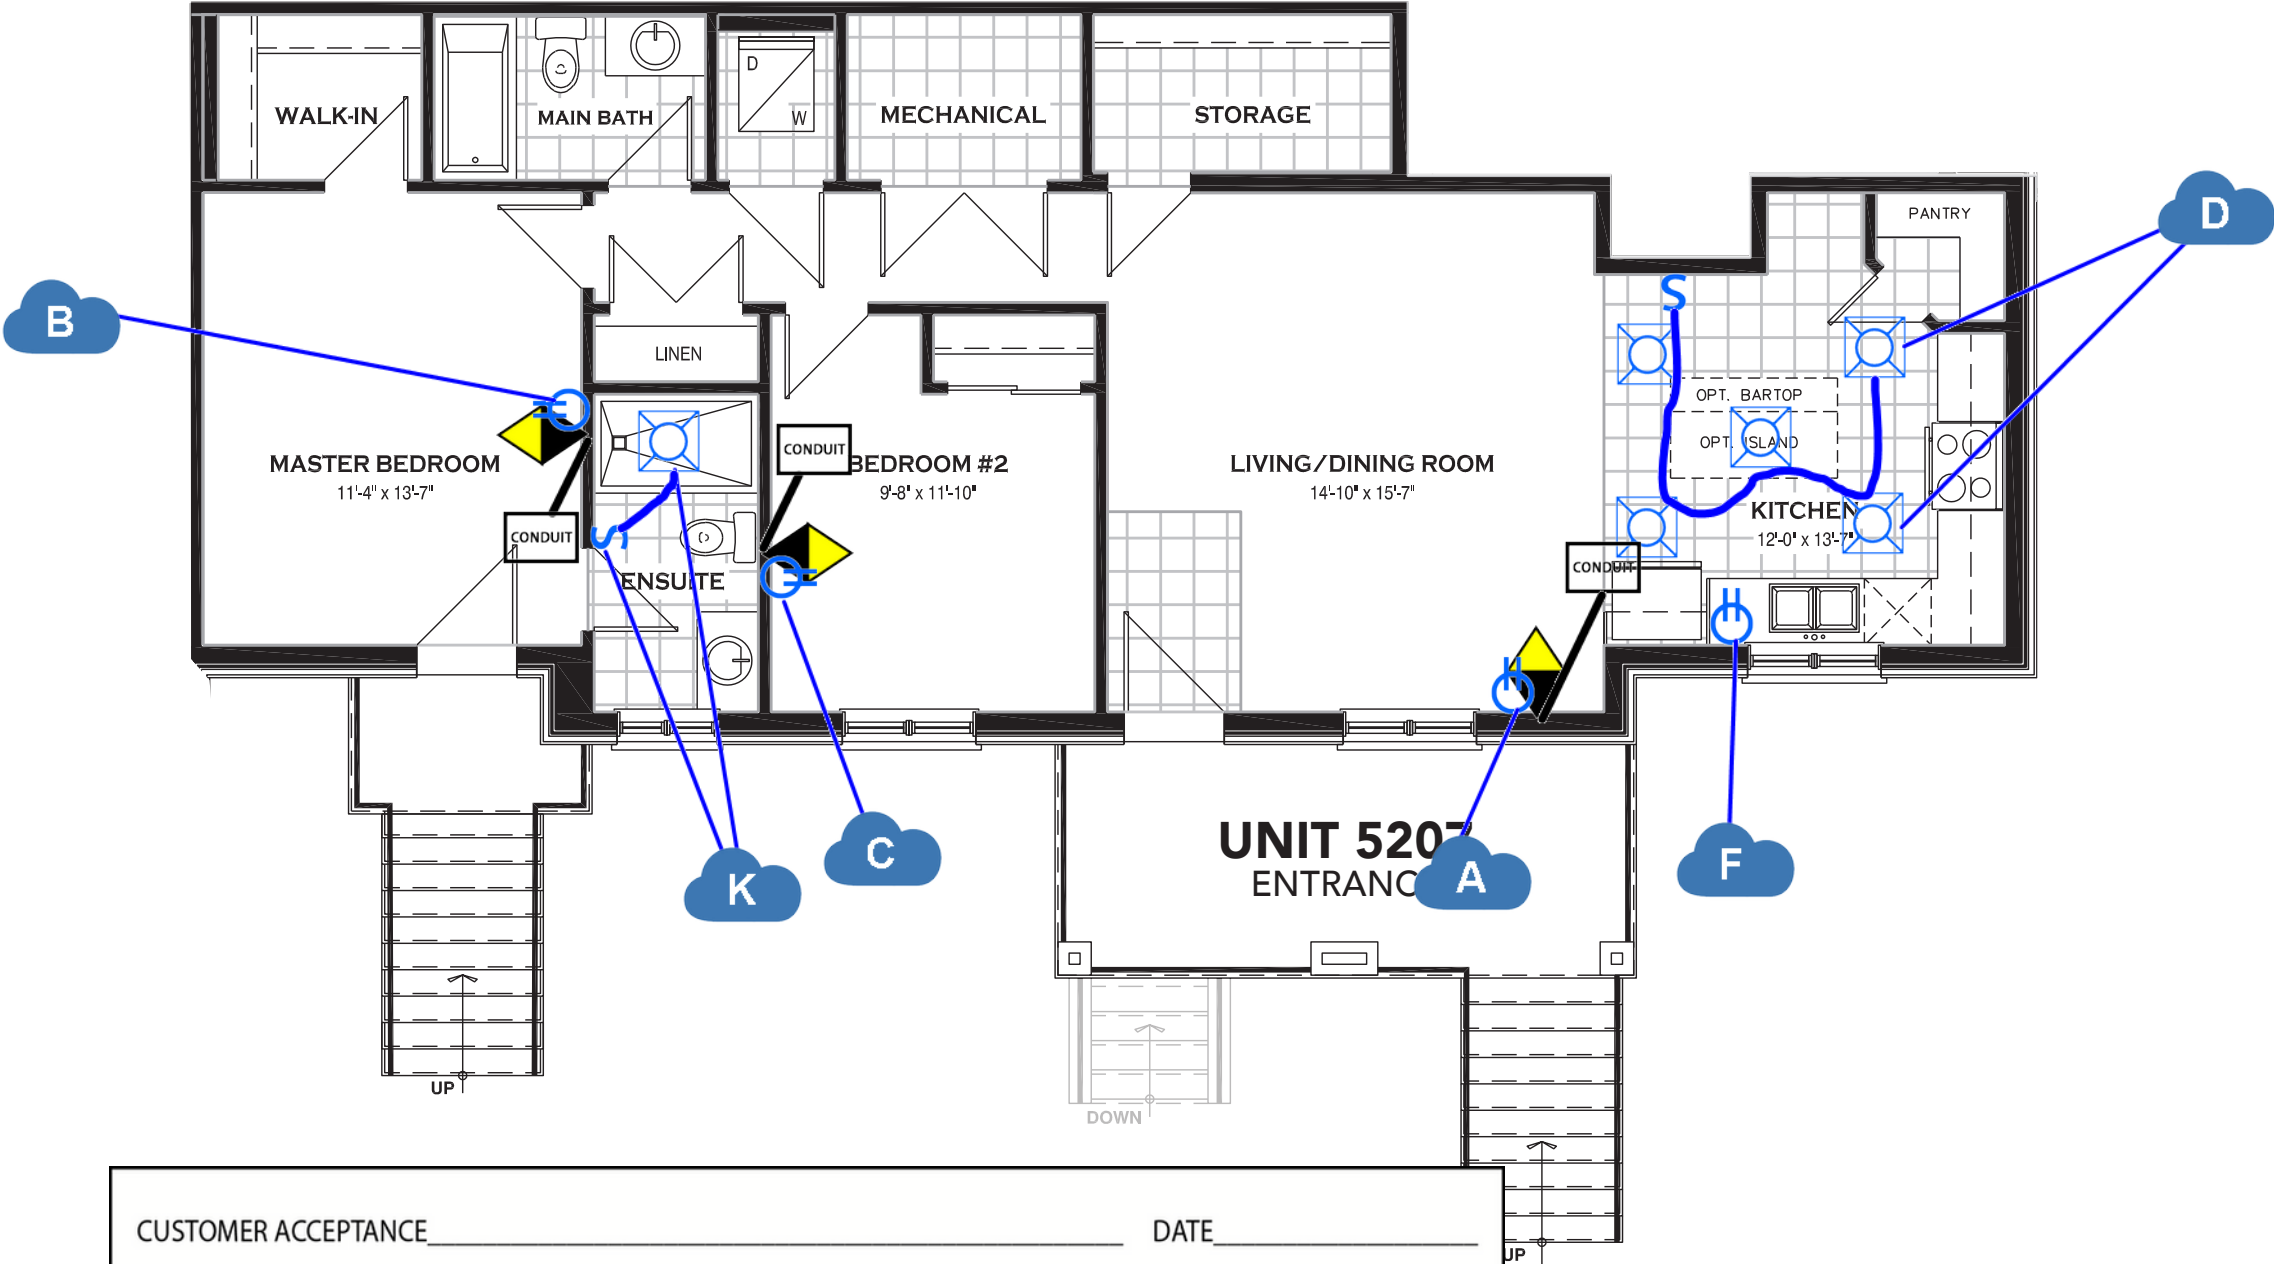 D
WALK-IN
MAIN BATH
W
MECHANICAL
STORAGE
PANTRY
D
B
LINEN
OPT. BARTOP
OPT. ISLAND
S
CONDUIT
MASTER BEDROOM
11'-4" x 13'-7"
BEDROOM #2
9'-8" x 11'-10"
LIVING/DINING ROOM
14'-10" x 15'-7"
KITCHEN
12'-0" x 13'-7"
CONDUIT
S
CONDUIT
ENSUITE
UNIT 5207
ENTRANC
K
C
A
F
UP
DOWN
CUSTOMER ACCEPTANCE DATE
UP